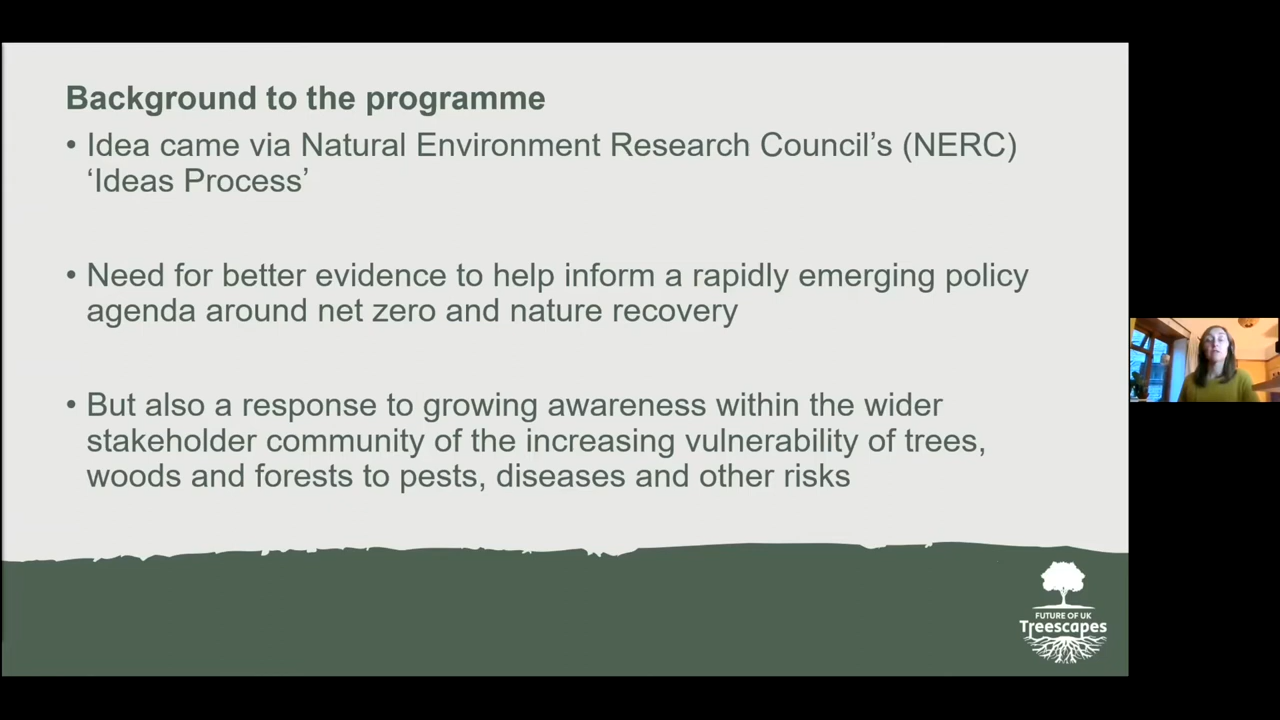 Background to the programme
• Idea came via Natural Environment Research Council’s (NERC)
‘Ideas Process’
• Need for better evidence to help inform a rapidly emerging policy
agenda around net zero and nature recovery
• But also a response to growing awareness within the wider
stakeholder community of the increasing vulnerability of trees,
woods and forests to pests, diseases and other risks
FUTURE OF UK
Treescapes